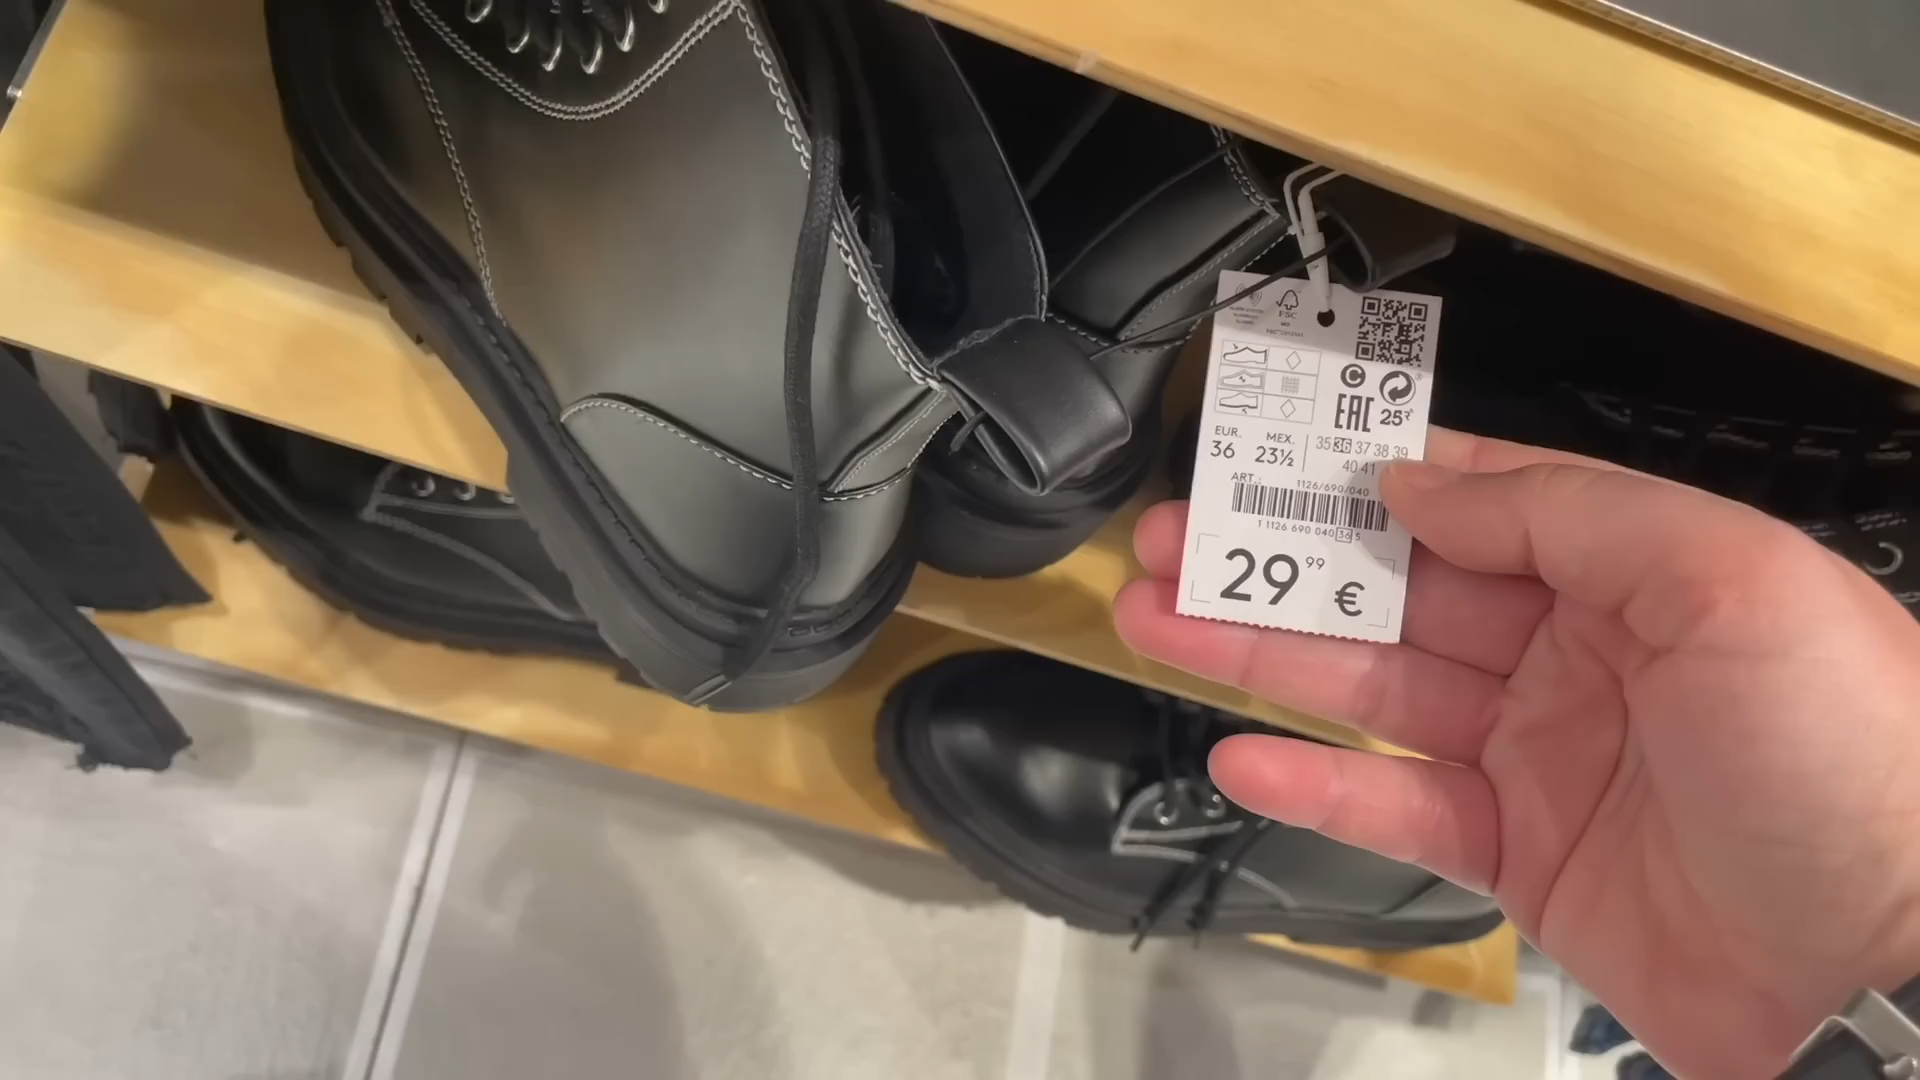 FSC
EAC 25
EUR. MEX. 35 36 37 38 39
36 23½ 40 41
ART.: 1126/690/040
1 1126 690 040 36 5
29 99 €